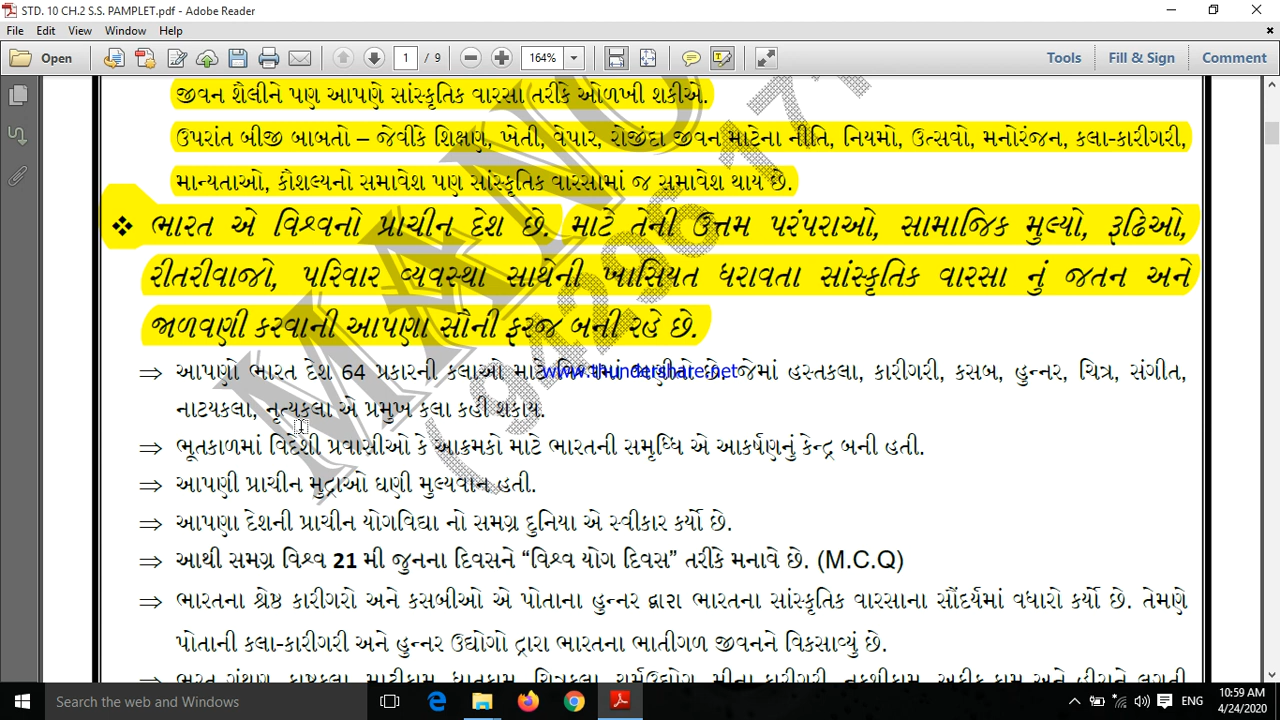 STD. 10 CH.2 S.S. PAMPLET.pdf - Adobe Reader
File Edit View Window Help
Open 1 / 9 164% Tools Fill & Sign Comment
જીવન શૈલીને પણ આપણે સાંસ્કૃતિક વારસા તરીકે ઓળખી શકીએ.
ઉપરાંત બીજી બાબતો – જેવીકે શિક્ષણ, ખેતી, વેપાર, રોજીંદા જીવન માટેના નીતિ, નિયમો, ઉત્સવો, મનોરંજન, કલા-કારીગરી,
માન્યતાઓ, કૌશલ્યનો સમાવેશ પણ સાંસ્કૃતિક વારસામાં જ સમાવેશ થાય છે.
❖ ભારત એ વિશ્વનો પ્રાચીન દેશ છે. માટે તેની ઉત્તમ પરંપરાઓ, સામાજિક મુલ્યો, રૂઢિઓ,
રીતરીવાજો, પરિવાર વ્યવસ્થા સાથેની ખાસિયત ધરાવતા સાંસ્કૃતિક વારસા નું જતન અને
જાળવણી કરવાની આપણા સૌની ફરજ બની રહે છે.
⇒ આપણો ભારત દેશ 64 પ્રકારની કલાઓ માટે વિશ્વમાં જાણીતો છે. જેમાં હસ્તકલા, કારીગરી, કસબ, હુન્નર, ચિત્ર, સંગીત,
www.thundershare.net
નાટયકલા, નૃત્યકલા એ પ્રમુખ કલા કહી શકાય.
⇒ ભૂતકાળમાં વિદેશી પ્રવાસીઓ કે આક્રમકો માટે ભારતની સમૃધ્ધિ એ આકર્ષણનું કેન્દ્ર બની હતી.
⇒ આપણી પ્રાચીન મુદ્રાઓ ઘણી મુલ્યવાન હતી.
⇒ આપણા દેશની પ્રાચીન યોગવિદ્યા નો સમગ્ર દુનિયા એ સ્વીકાર કર્યો છે.
⇒ આથી સમગ્ર વિશ્વ 21 મી જુનના દિવસને “વિશ્વ યોગ દિવસ” તરીકે મનાવે છે. (M.C.Q)
⇒ ભારતના શ્રેષ્ઠ કારીગરો અને કસબીઓ એ પોતાના હુન્નર દ્વારા ભારતના સાંસ્કૃતિક વારસાના સૌંદર્યમાં વધારો કર્યો છે. તેમણે
પોતાની કલા-કારીગરી અને હુન્નર ઉદ્યોગો દ્વારા ભારતના ભાતીગળ જીવનને વિકસાવ્યું છે.
Search the web and Windows
ENG 10:59 AM
4/24/2020